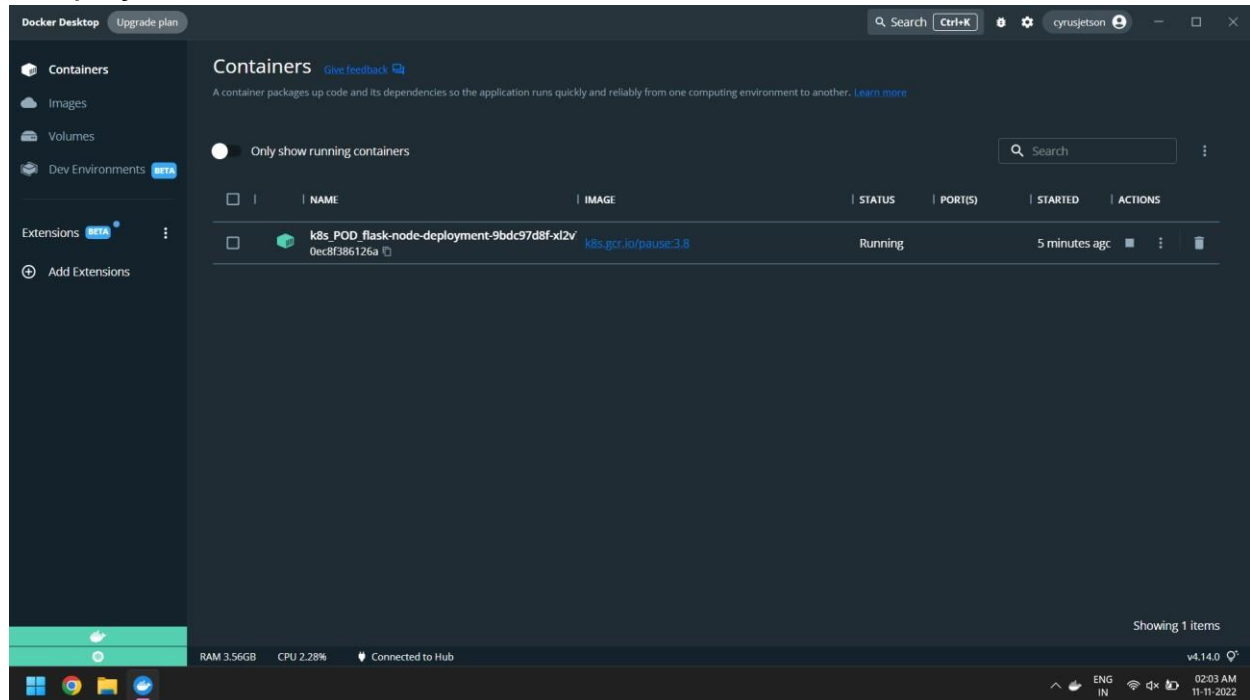 Docker Desktop Upgrade plan Search Ctrl+K cyrusjetson
Containers
Images
Volumes
Dev Environments BETA
Extensions BETA
Add Extensions
Containers Give feedback
A container packages up code and its dependencies so the application runs quickly and reliably from one computing environment to another. Learn more
Only show running containers Search
NAME IMAGE STATUS PORT(S) STARTED ACTIONS
k8s_POD_flask-node-deployment-9bdc97d8f-xl2v k8s.gcr.io/pause:3.8 Running 5 minutes agc
0ec8f386126a
Showing 1 items
RAM 3.56GB CPU 2.28% Connected to Hub v4.14.0
ENG 02:03 AM
IN 11-11-2022